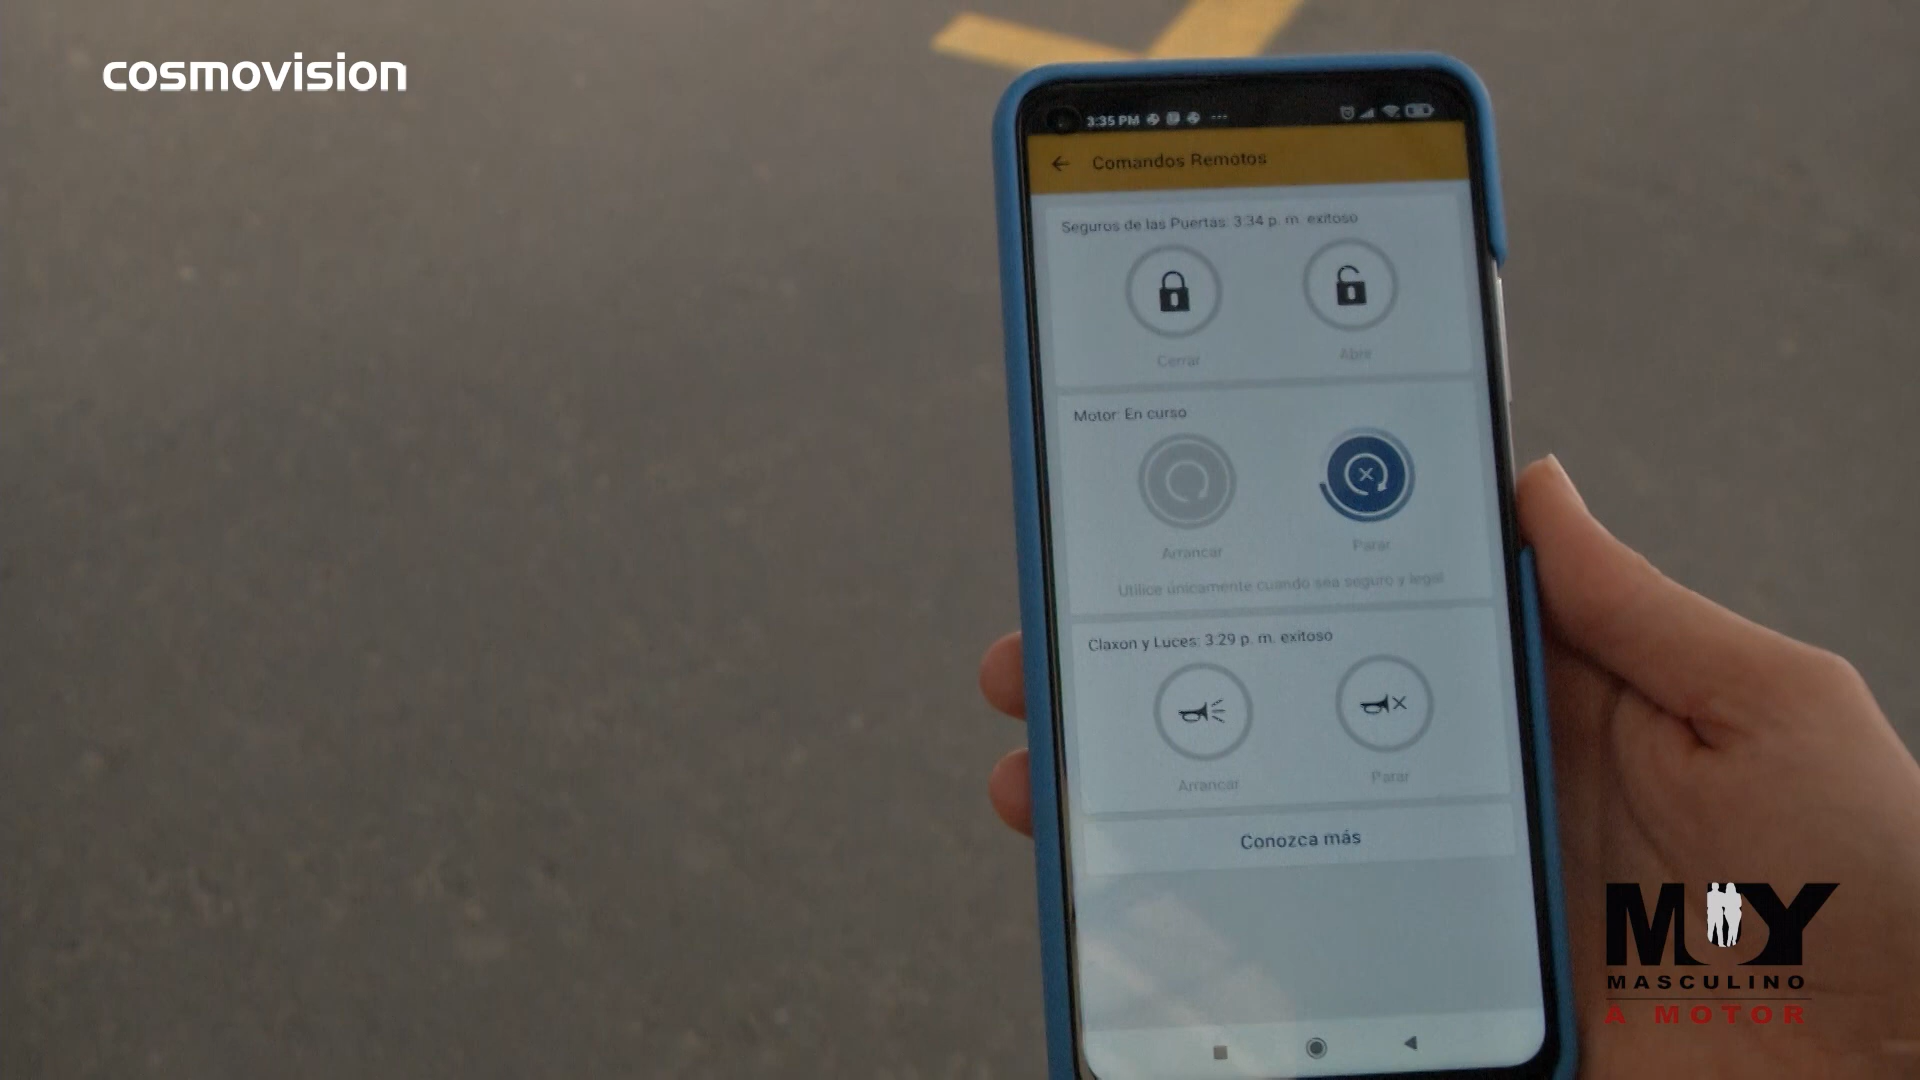 cosmovision
3:35 PM
Comandos Remotos
Seguros de las Puertas: 3:34 p. m. exitoso
Cerrar
Abrir
Motor: En curso
Arrancar
Parar
Utilice únicamente cuando sea seguro y legal
Claxon y Luces: 3:29 p. m. exitoso
Arrancar
Parar
Conozca más
MUY
MASCULINO
A MOTOR